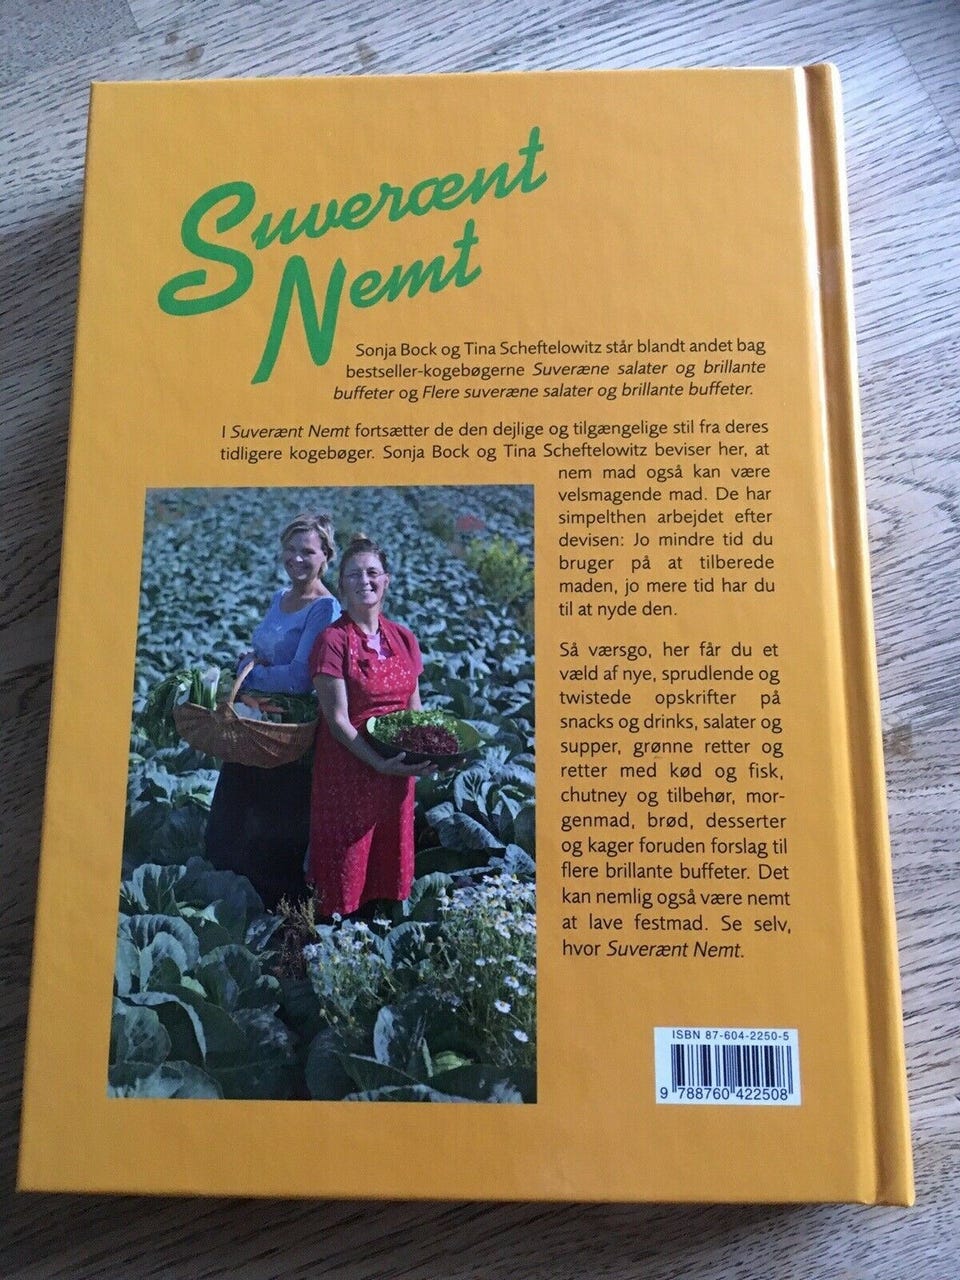 Suverænt
Nemt
Sonja Bock og Tina Scheftelowitz står blandt andet bag
bestseller-kogebøgerne Suveræne salater og brillante
buffeter og Flere suveræne salater og brillante buffeter.
I Suverænt Nemt fortsætter de den dejlige og tilgængelige stil fra deres
tidligere kogebøger. Sonja Bock og Tina Scheftelowitz beviser her, at
nem mad også kan være
velsmagende mad. De har
simpelthen arbejdet efter
devisen: Jo mindre tid du
bruger på at tilberede
maden, jo mere tid har du
til at nyde den.
Så værsgo, her får du et
væld af nye, sprudlende og
twistede opskrifter på
snacks og drinks, salater og
supper, grønne retter og
retter med kød og fisk,
chutney og tilbehør, mor-
genmad, brød, desserter
og kager foruden forslag til
flere brillante buffeter. Det
kan nemlig også være nemt
at lave festmad. Se selv,
hvor Suverænt Nemt.
ISBN 87-604-2250-5
9 788760 422508